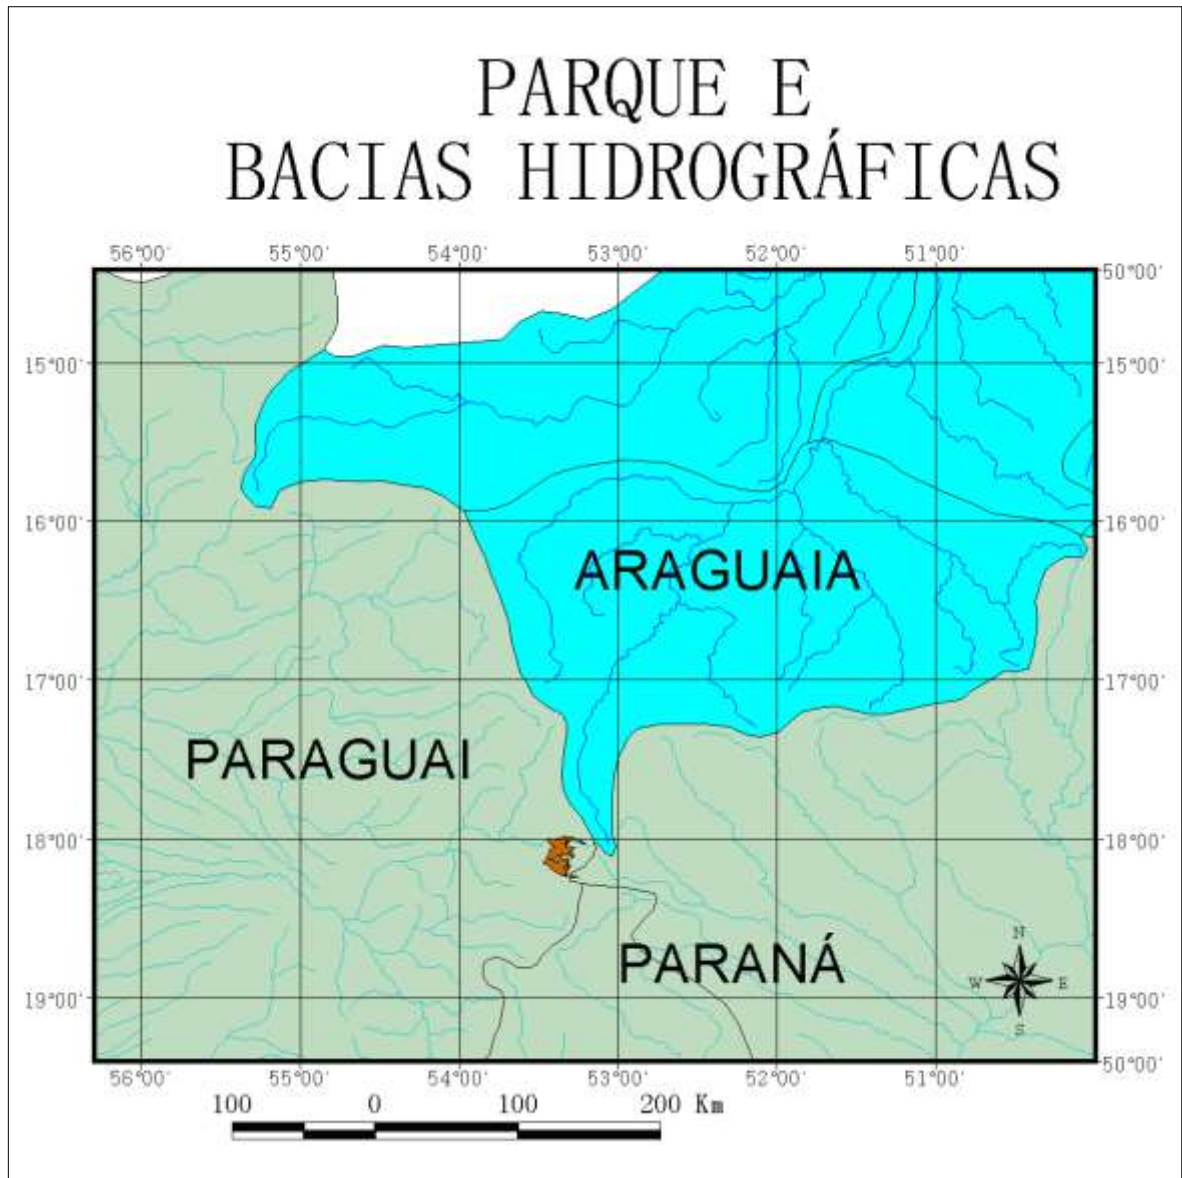 PARQUE E
BACIAS HIDROGRÁFICAS
56°00' 55°00' 54°00' 53°00' 52°00' 51°00'
50°00'
15°00' 15°00'
16°00' 16°00'
ARAGUAIA
17°00' 17°00'
PARAGUAI
18°00' 18°00'
PARANÁ
N
W E
S
19°00' 19°00'
50°00'
56°00' 55°00' 54°00' 53°00' 52°00' 51°00'
100 0 100 200 Km